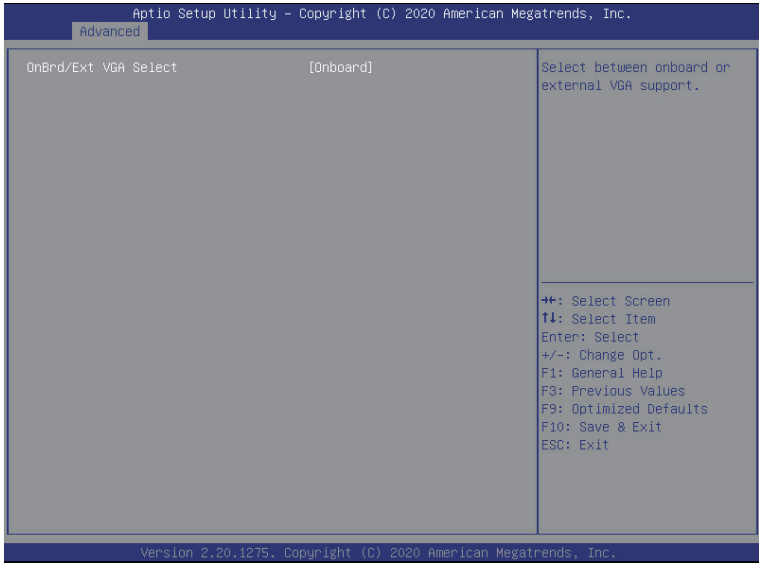 Aptio Setup Utility – Copyright (C) 2020 American Megatrends, Inc.
Advanced
OnBrd/Ext VGA Select [Onboard]
Select between onboard or
external VGA support.
→←: Select Screen
↑↓: Select Item
Enter: Select
+/-: Change Opt.
F1: General Help
F3: Previous Values
F9: Optimized Defaults
F10: Save & Exit
ESC: Exit
Version 2.20.1275. Copyright (C) 2020 American Megatrends, Inc.